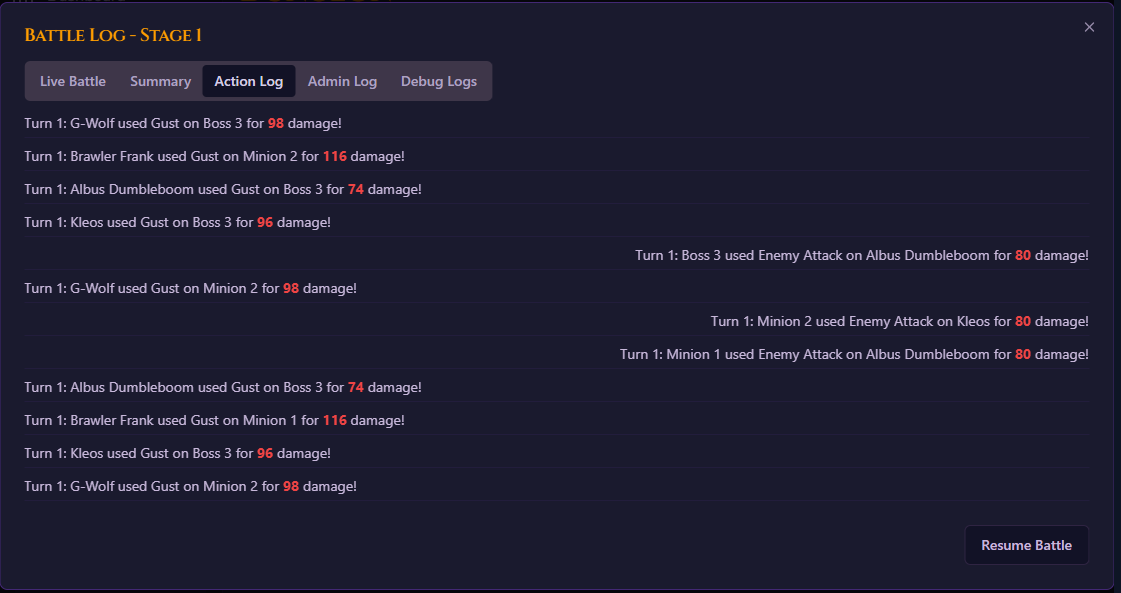 Battle Log - Stage 1
Live Battle Summary Action Log Admin Log Debug Logs
Turn 1: G-Wolf used Gust on Boss 3 for 98 damage!
Turn 1: Brawler Frank used Gust on Minion 2 for 116 damage!
Turn 1: Albus Dumbleboom used Gust on Boss 3 for 74 damage!
Turn 1: Kleos used Gust on Boss 3 for 96 damage!
Turn 1: Boss 3 used Enemy Attack on Albus Dumbleboom for 80 damage!
Turn 1: G-Wolf used Gust on Minion 2 for 98 damage!
Turn 1: Minion 2 used Enemy Attack on Kleos for 80 damage!
Turn 1: Minion 1 used Enemy Attack on Albus Dumbleboom for 80 damage!
Turn 1: Albus Dumbleboom used Gust on Boss 3 for 74 damage!
Turn 1: Brawler Frank used Gust on Minion 1 for 116 damage!
Turn 1: Kleos used Gust on Boss 3 for 96 damage!
Turn 1: G-Wolf used Gust on Minion 2 for 98 damage!
Resume Battle